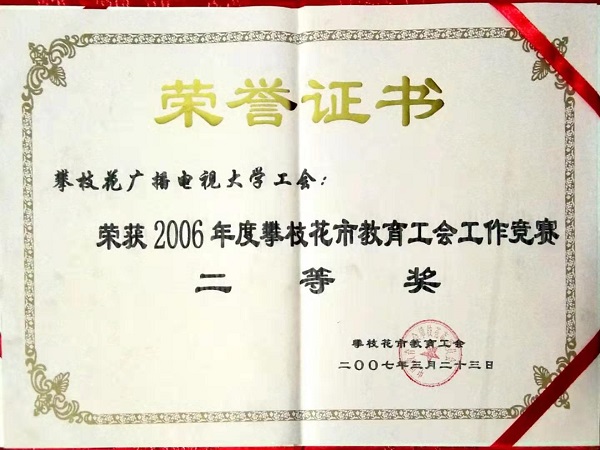 荣誉证书
攀枝花广播电视大学工会：
荣获2006年度攀枝花市教育工会工作竞赛
二等奖
攀枝花市教育工会
二〇〇七年三月二十三日